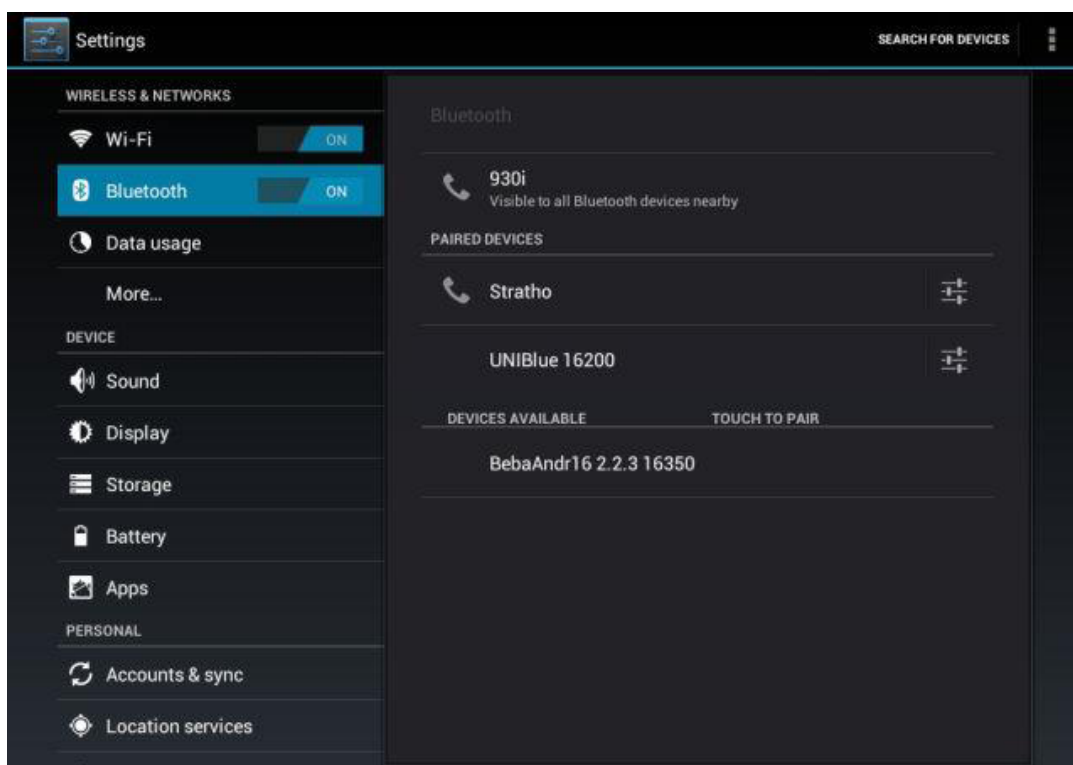 Settings
SEARCH FOR DEVICES
WIRELESS & NETWORKS
Wi-Fi ON
Bluetooth ON
Data usage
More...
DEVICE
Sound
Display
Storage
Battery
Apps
PERSONAL
Accounts & sync
Location services
Bluetooth
930i
Visible to all Bluetooth devices nearby
PAIRED DEVICES
Stratho
UNIBlue 16200
DEVICES AVAILABLE TOUCH TO PAIR
BebaAndr16 2.2.3 16350